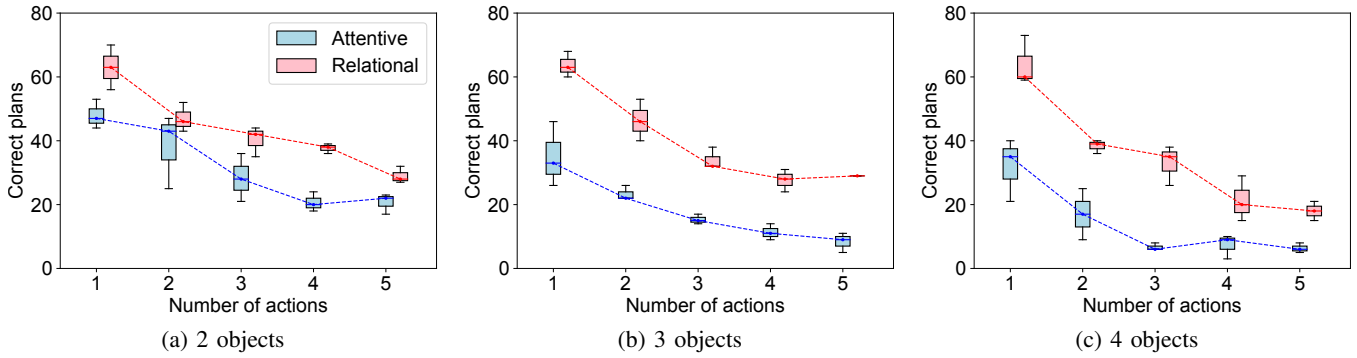 80
60
40
20
0
Correct plans
Attentive
Relational
1 2 3 4 5
Number of actions
(a) 2 objects
80
60
40
20
0
Correct plans
1 2 3 4 5
Number of actions
(b) 3 objects
80
60
40
20
0
Correct plans
1 2 3 4 5
Number of actions
(c) 4 objects